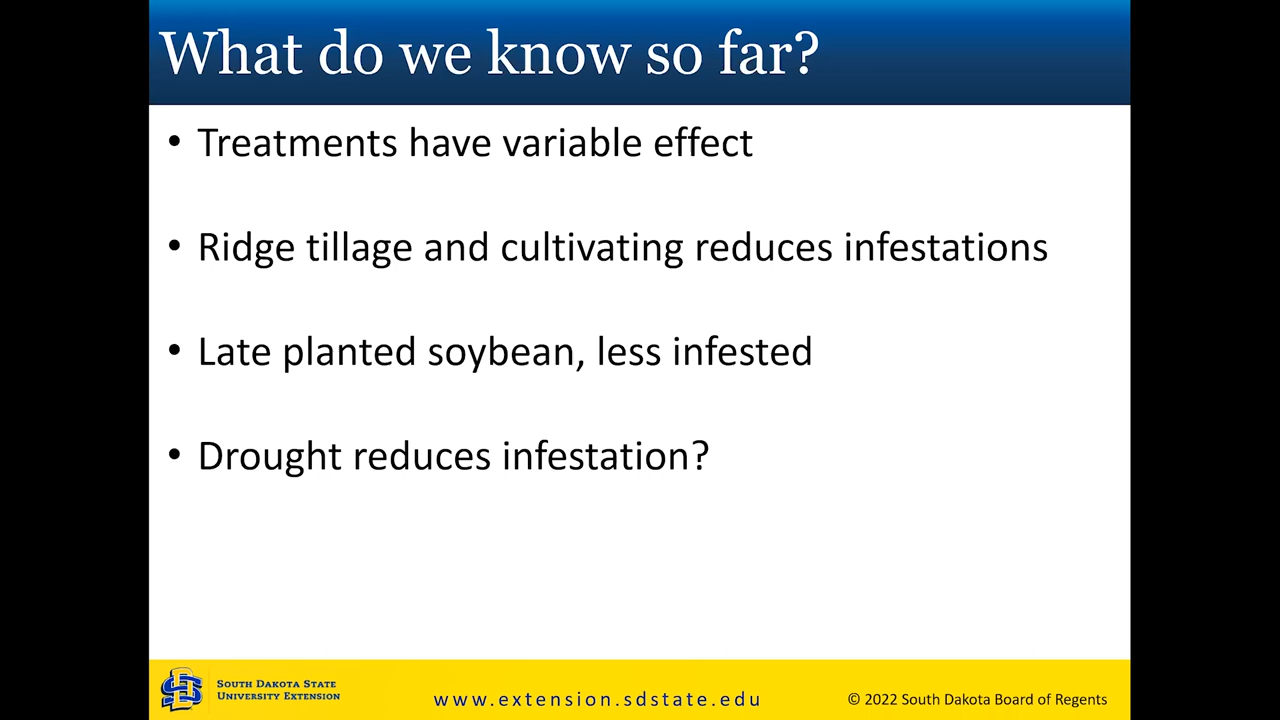 What do we know so far?
• Treatments have variable effect
• Ridge tillage and cultivating reduces infestations
• Late planted soybean, less infested
• Drought reduces infestation?
SOUTH DAKOTA STATE
UNIVERSITY EXTENSION
www.extension.sdstate.edu
© 2022 South Dakota Board of Regents